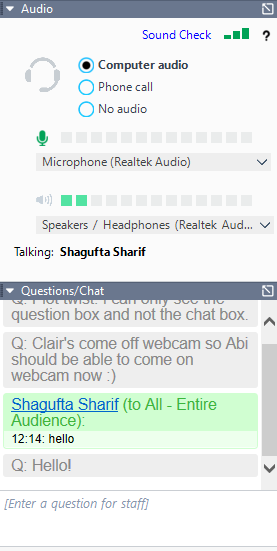 Audio
Sound Check ?
Computer audio
Phone call
No audio
Microphone (Realtek Audio)
Speakers / Headphones (Realtek Aud...
Talking: Shagufta Sharif
Questions/Chat
Q: Plot twist: I can only see the
question box and not the chat box.
Q: Clair's come off webcam so Abi
should be able to come on
webcam now :)
Shagufta Sharif (to All - Entire
Audience):
12:14: hello
Q: Hello!
[Enter a question for staff]